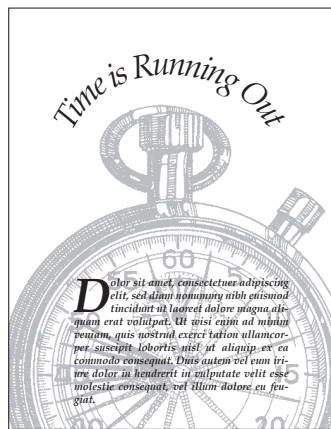 Time is Running Out
60
55
5
Dolor sit amet, consectetuer adipiscing
elit, sed diam nonummy nibh euismod
tincidunt ut laoreet dolore magna ali-
quam erat volutpat. Ut wisi enim ad minim
veniam, quis nostrud exerci tation ullamcor-
per suscipit lobortis nisl ut aliquip ex ea
commodo consequat. Duis autem vel eum iri-
ure dolor in hendrerit in vulputate velit esse
molestie consequat, vel illum dolore eu feu-
giat.